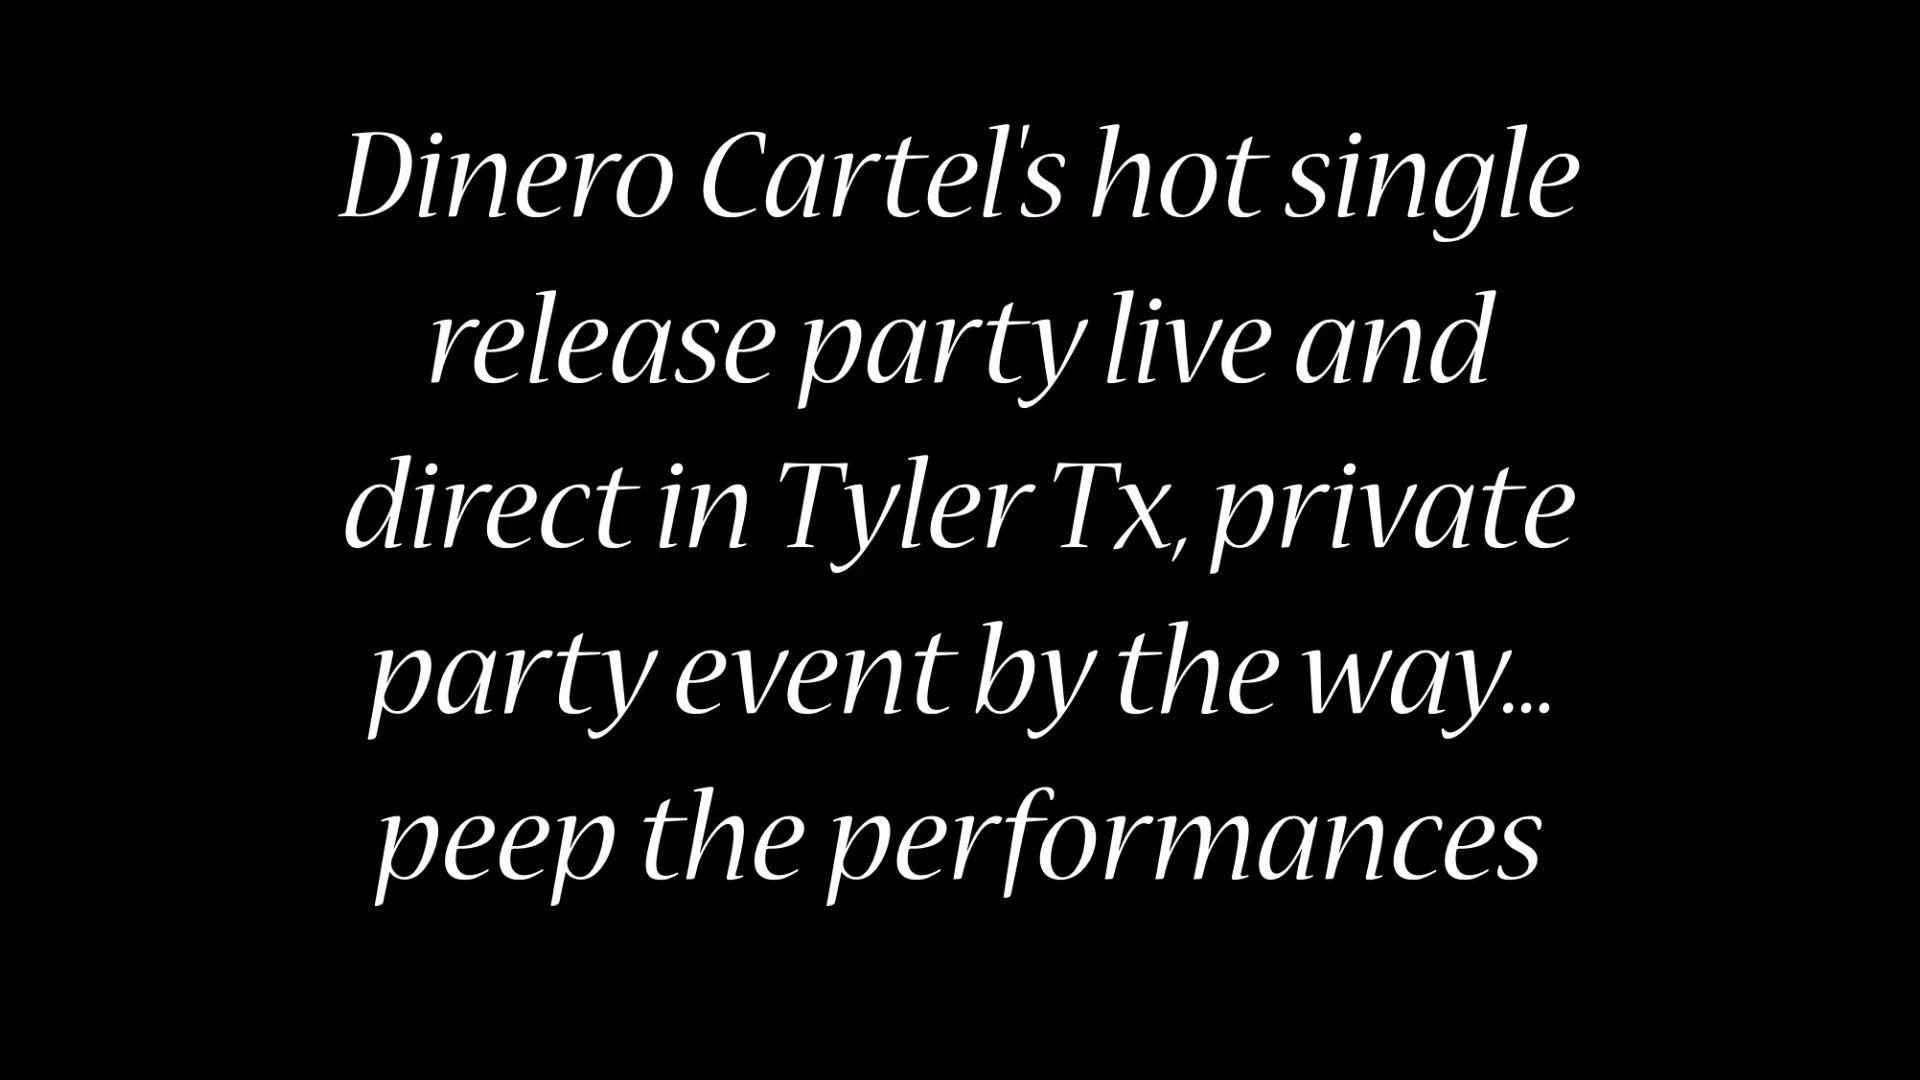 Dinero Cartel's hot single
release party live and
direct in Tyler Tx, private
party event by the way...
peep the performances